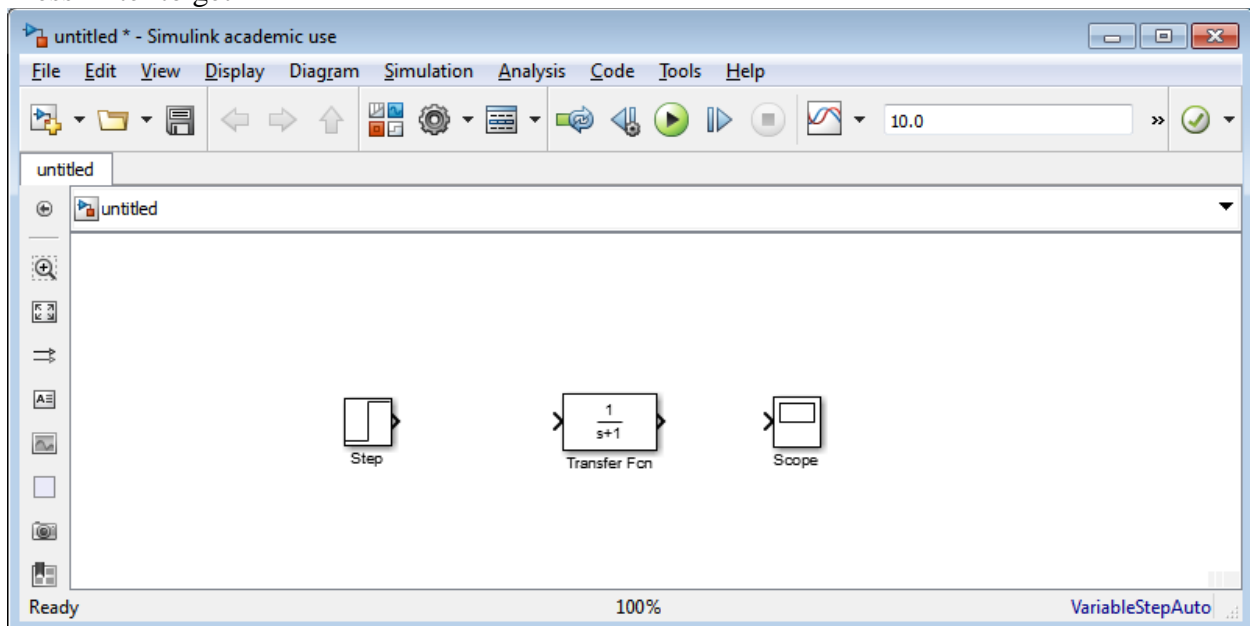 untitled * - Simulink academic use
File Edit View Display Diagram Simulation Analysis Code Tools Help
10.0 »
untitled
untitled
A
1
s+1
Step Transfer Fcn Scope
Ready 100% VariableStepAuto